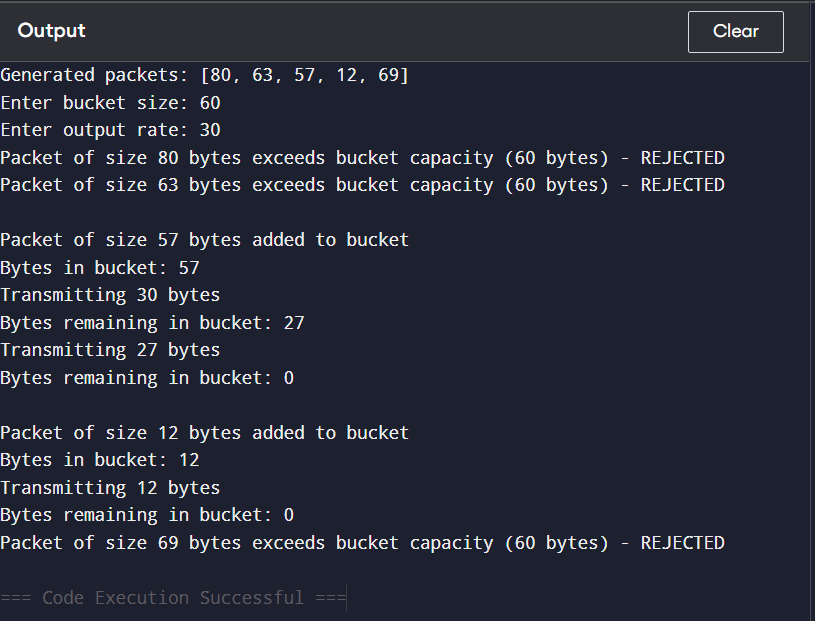 Output
Clear
Generated packets: [80, 63, 57, 12, 69]
Enter bucket size: 60
Enter output rate: 30
Packet of size 80 bytes exceeds bucket capacity (60 bytes) - REJECTED
Packet of size 63 bytes exceeds bucket capacity (60 bytes) - REJECTED
Packet of size 57 bytes added to bucket
Bytes in bucket: 57
Transmitting 30 bytes
Bytes remaining in bucket: 27
Transmitting 27 bytes
Bytes remaining in bucket: 0
Packet of size 12 bytes added to bucket
Bytes in bucket: 12
Transmitting 12 bytes
Bytes remaining in bucket: 0
Packet of size 69 bytes exceeds bucket capacity (60 bytes) - REJECTED
=== Code Execution Successful ===